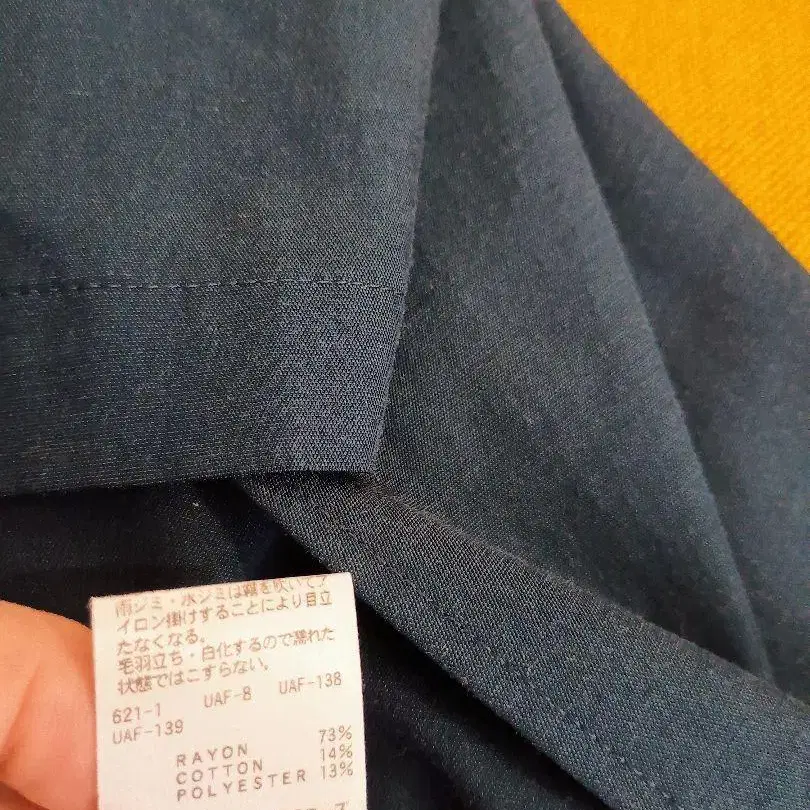 雨ジミ・水ジミは霧を吹いてア
イロン掛けすることにより目立
たなくなる。
毛羽立ち・白化するので濡れた
状態ではこすらない。
621-1 UAF-8 UAF-138
UAF-139
RAYON 73%
COTTON 14%
POLYESTER 13%